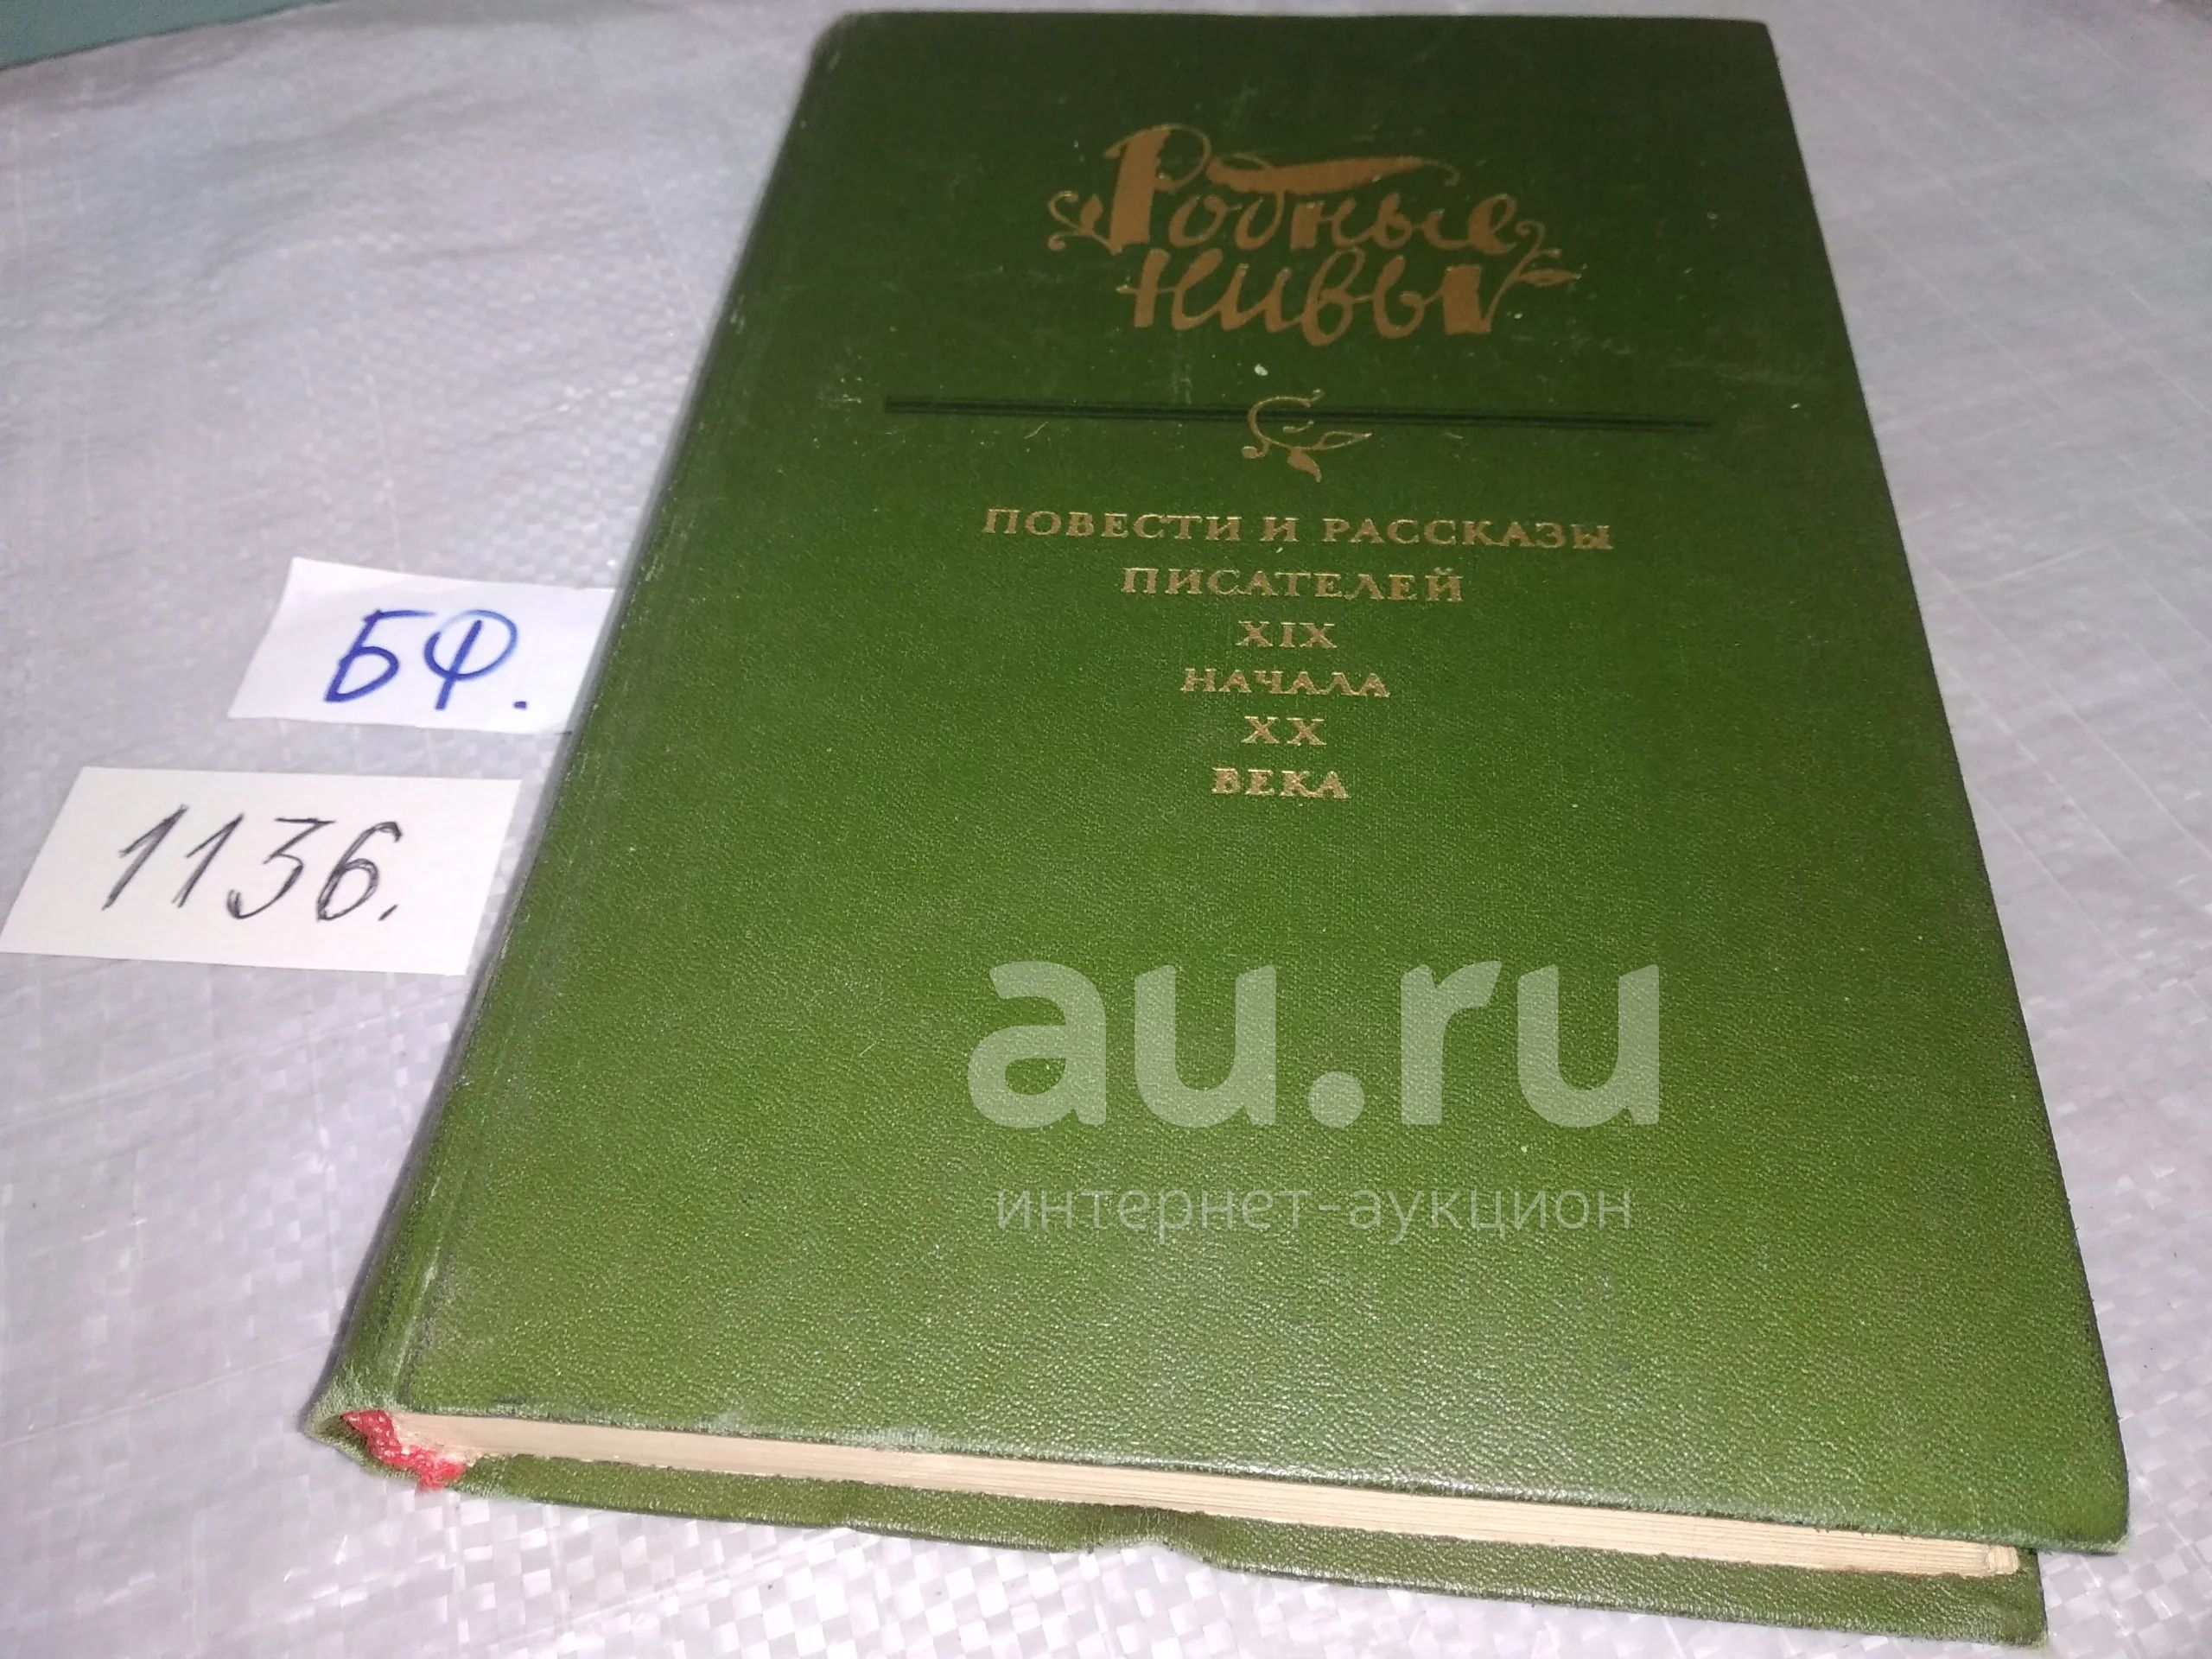 Родные
нивы
ПОВЕСТИ И РАССКАЗЫ
ПИСАТЕЛЕЙ
XIX
НАЧАЛА
XX
ВЕКА
БФ.
1136.
au.ru
интернет-аукцион